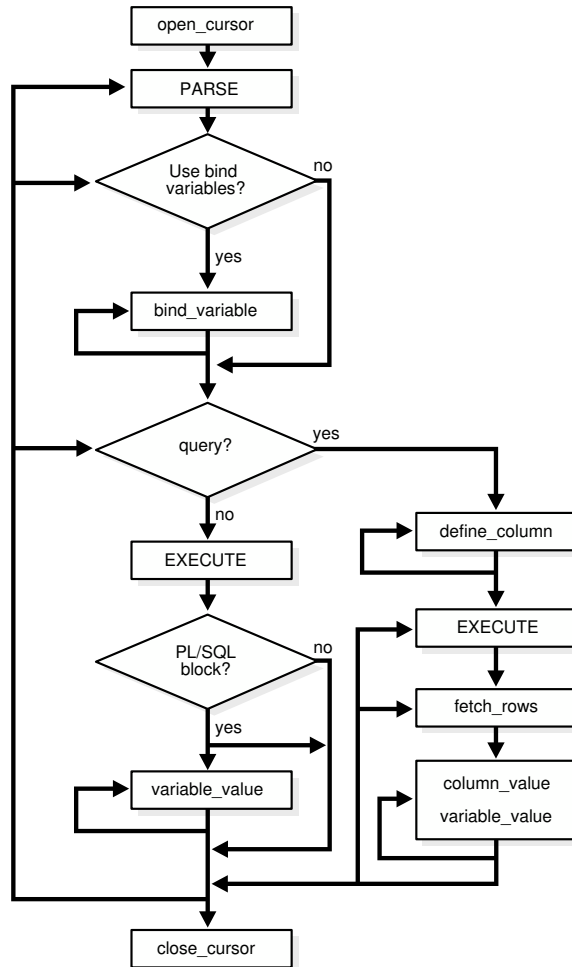 open_cursor
PARSE
Use bind
variables?
no
yes
bind_variable
query?
yes
no
define_column
EXECUTE
EXECUTE
PL/SQL
block?
no
yes
fetch_rows
variable_value
column_value
variable_value
close_cursor